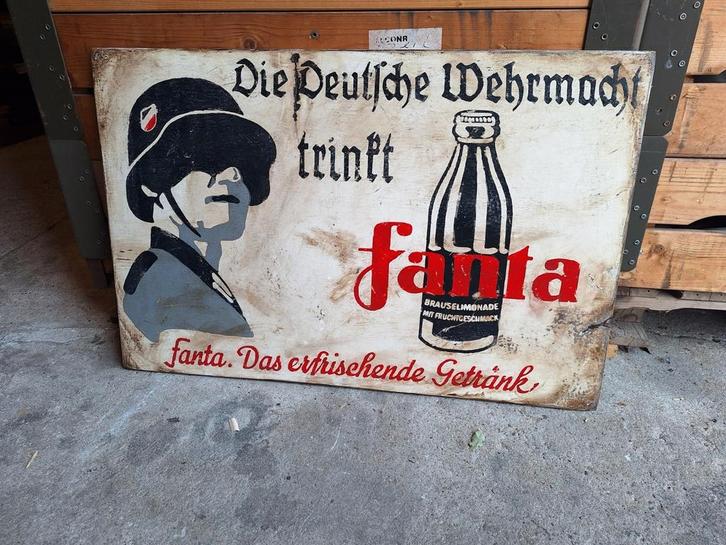 Die Deutsche Wehrmacht
trinkt
fanta
BRAUSELIMONADE
MIT FRUCHTGESCHMACK
fanta. Das erfrischende Getränk,